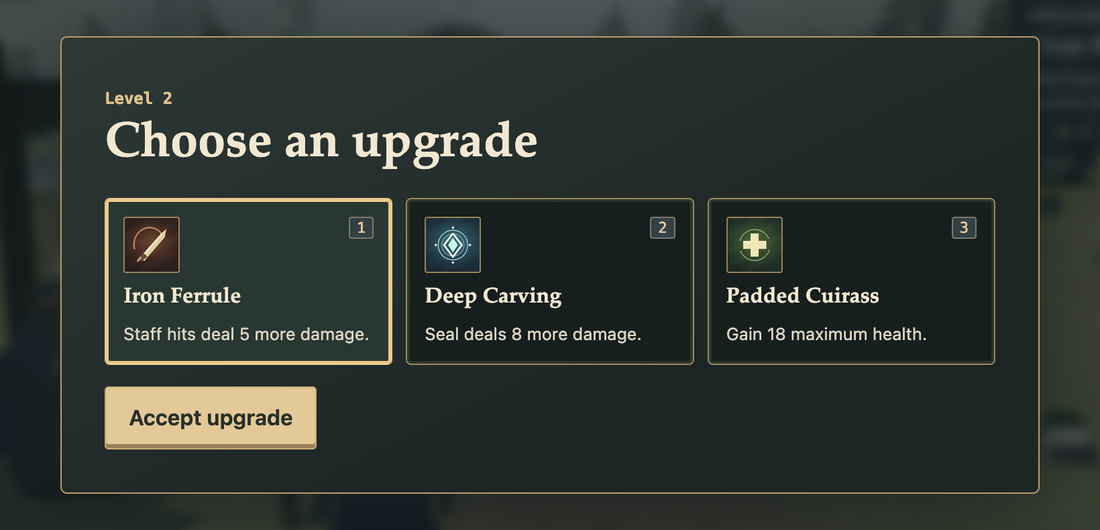 Level 2
Choose an upgrade
1
Iron Ferrule
Staff hits deal 5 more damage.
2
Deep Carving
Seal deals 8 more damage.
3
Padded Cuirass
Gain 18 maximum health.
Accept upgrade